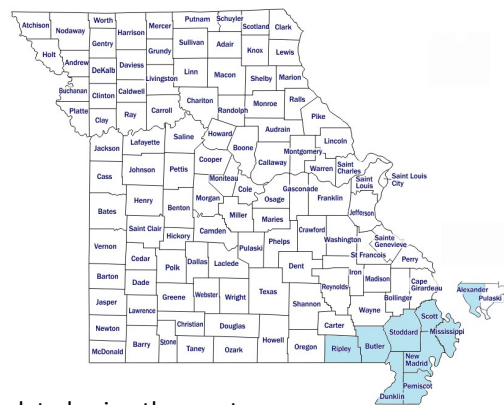 Atchison Nodaway Worth Harrison Mercer Putnam Schuyler Scotland Clark
Gentry Sullivan Adair Knox Lewis
Holt Andrew DeKalb Daviess Grundy
Livingston Linn Macon Shelby Marion
Buchanan Clinton Caldwell
Platte Clay Ray Carroll Chariton Randolph Monroe Ralls
Pike
Jackson Lafayette Saline Howard Boone Audrain
Lincoln
Cass Johnson Pettis Cooper Moniteau Callaway Montgomery Warren Saint Charles
Saint Louis City
Saint Louis
Bates Henry Benton Morgan Cole Osage Gasconade Franklin
Jefferson
Miller Maries
Vernon Saint Clair Hickory Camden Pulaski Phelps Crawford Washington Sainte Genevieve
St Francois
Perry
Barton Cedar Polk Dallas Laclede Dent Iron Madison Cape Girardeau
Dade Reynolds Bollinger
Alexander Pulaski
Jasper Lawrence Greene Webster Wright Texas Shannon Wayne
Scott
Newton Christian Douglas Carter Stoddard Mississippi
McDonald Barry Stone Taney Ozark Howell Oregon Ripley Butler
New Madrid
Pemiscot
Dunklin